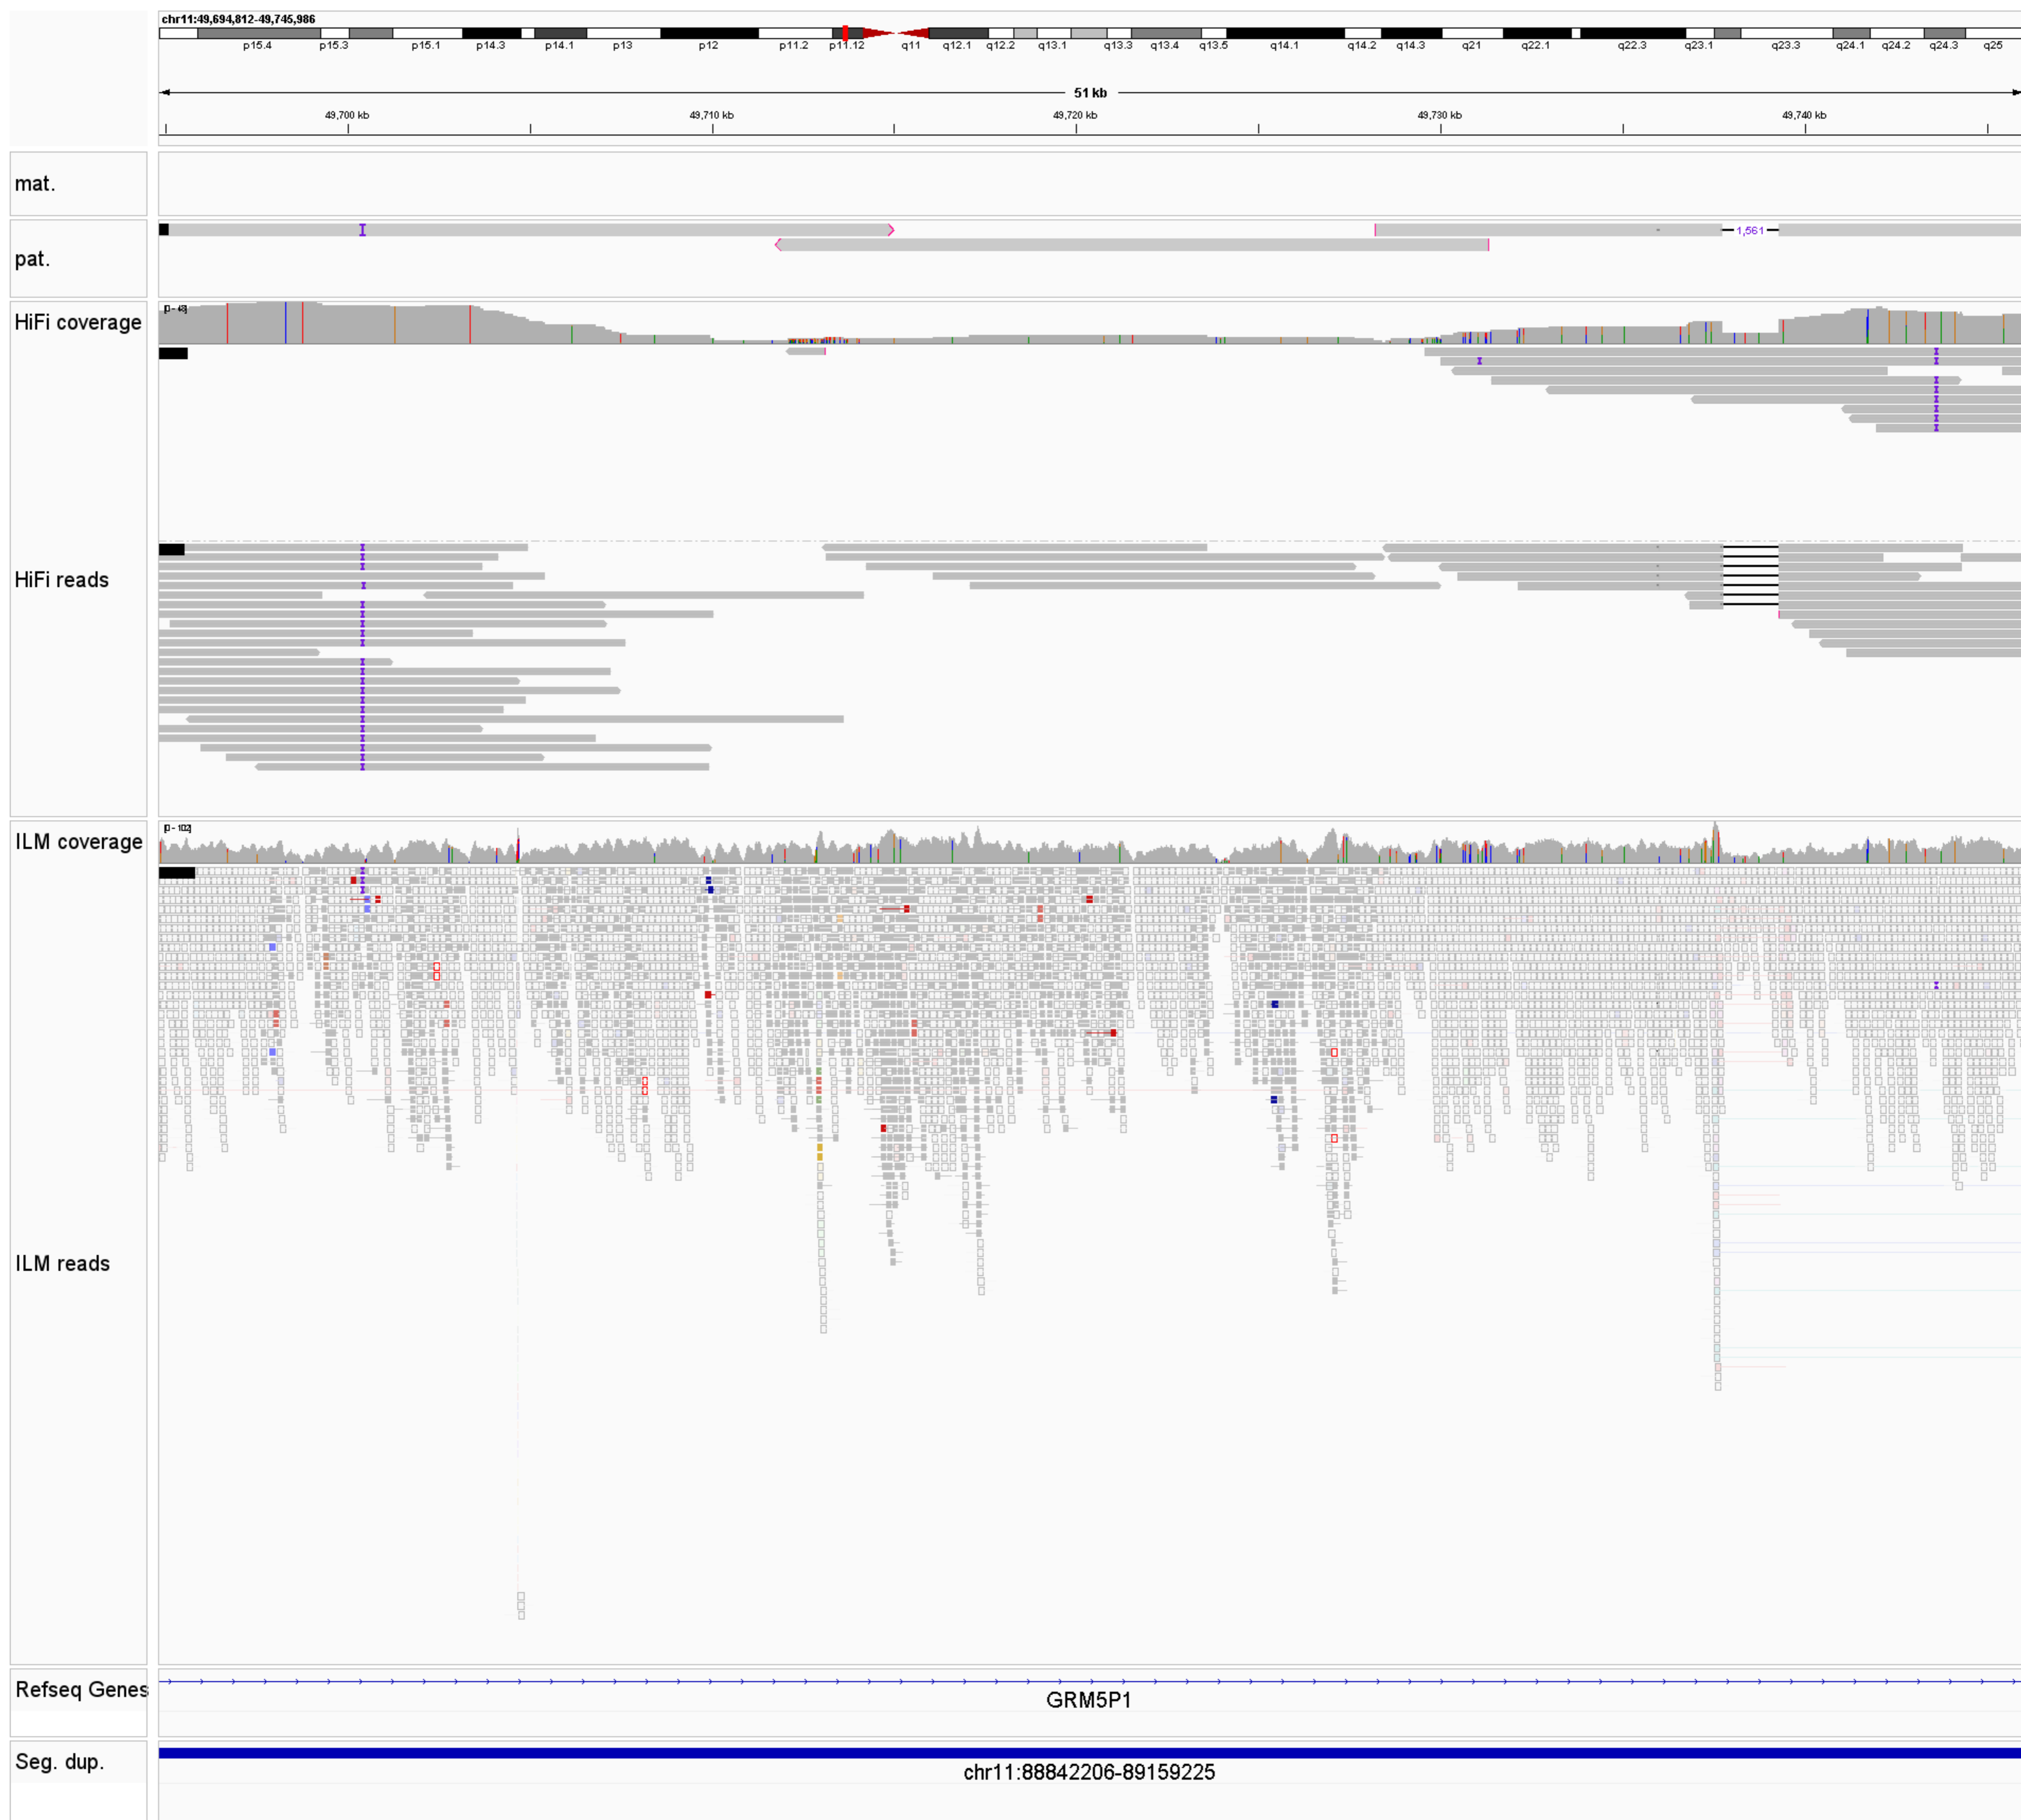 chr11:49,694,812-49,745,986
p15.4 p15.3 p15.1 p14.3 p14.1 p13 p12 p11.2 p11.12 q11 q12.1 q12.2 q13.1 q13.3 q13.4 q13.5 q14.1 q14.2 q14.3 q21 q22.1 q22.3 q23.1 q23.3 q24.1 q24.2 q24.3 q25
51 kb
49,700 kb 49,710 kb 49,720 kb 49,730 kb 49,740 kb
mat.
pat.
1,561
HiFi coverage
HiFi reads
ILM coverage
[0 - 102]
ILM reads
Refseq Genes
GRM5P1
Seg. dup.
chr11:88842206-89159225